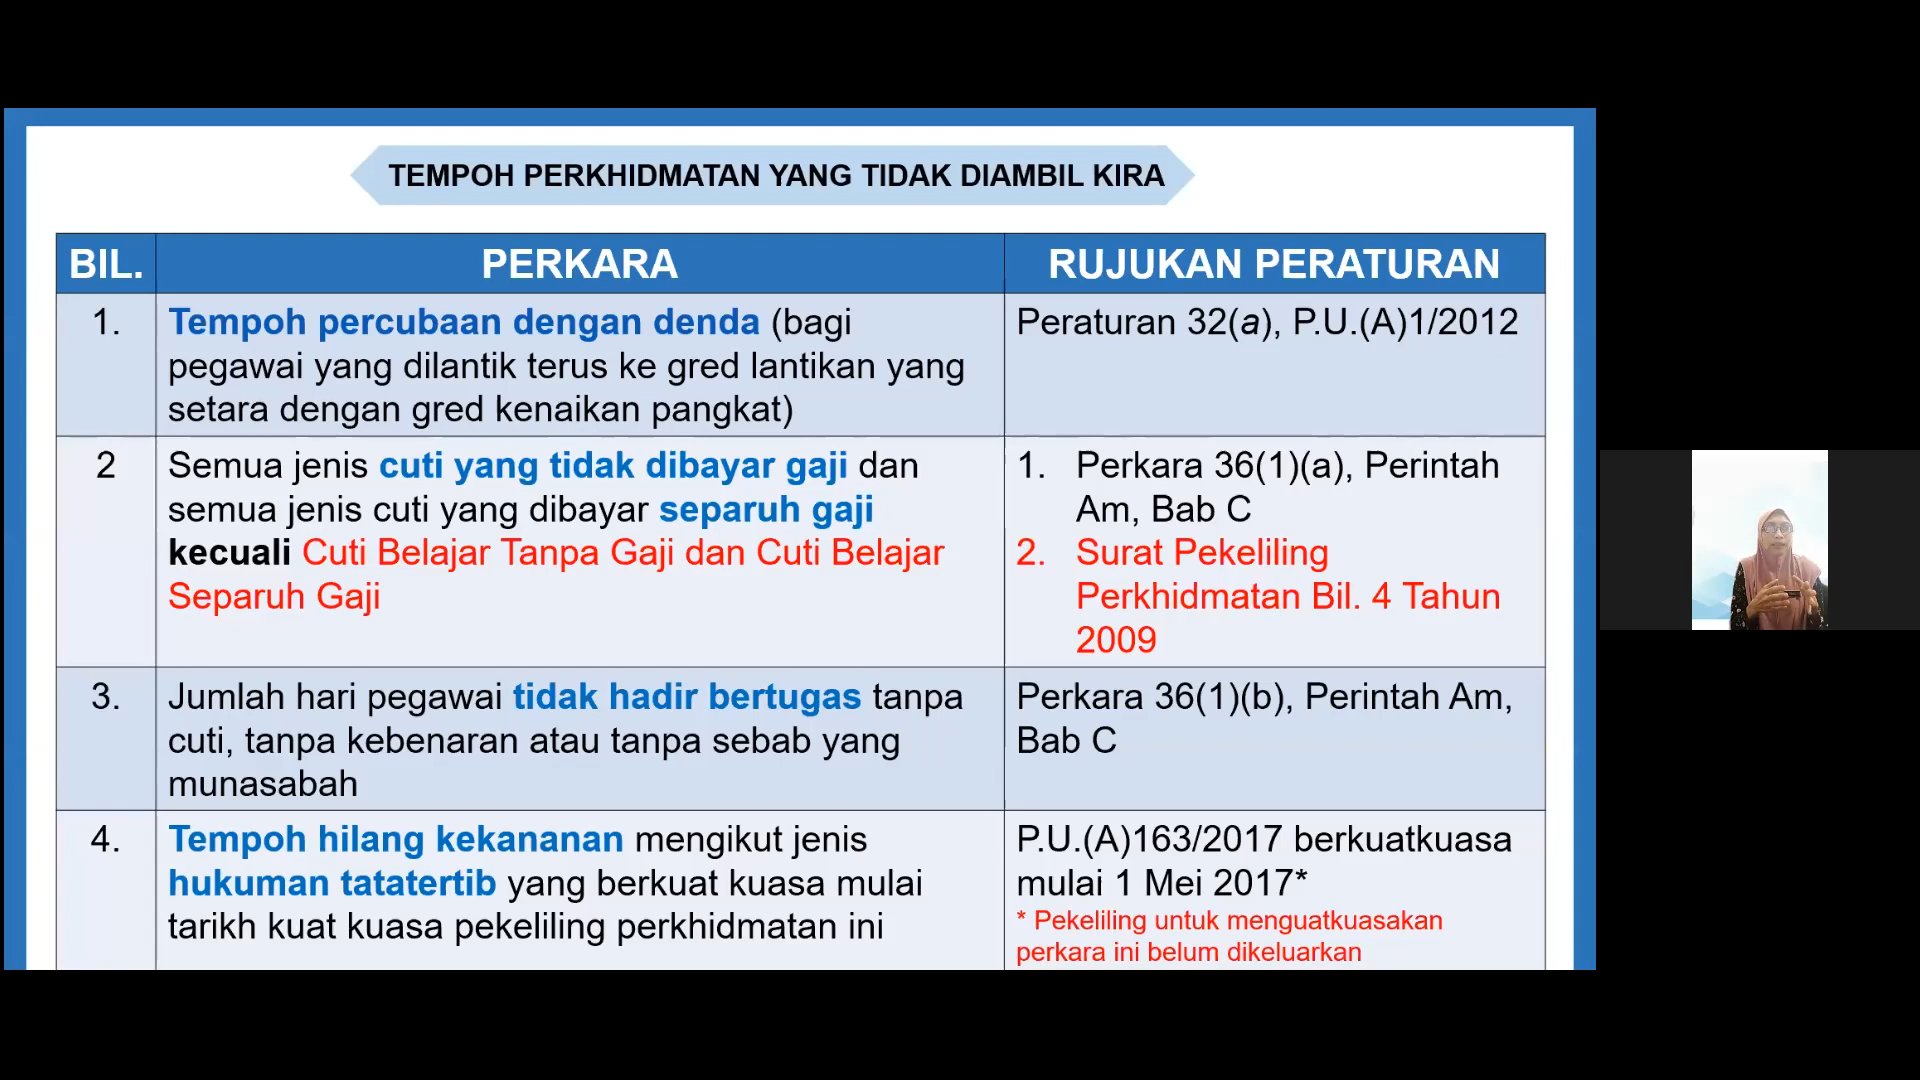 TEMPOH PERKHIDMATAN YANG TIDAK DIAMBIL KIRA
BIL.
PERKARA
RUJUKAN PERATURAN
1.
Tempoh percubaan dengan denda (bagi
pegawai yang dilantik terus ke gred lantikan yang
setara dengan gred kenaikan pangkat)
Peraturan 32(a), P.U.(A)1/2012
2
Semua jenis cuti yang tidak dibayar gaji dan
semua jenis cuti yang dibayar separuh gaji
kecuali Cuti Belajar Tanpa Gaji dan Cuti Belajar
Separuh Gaji
1. Perkara 36(1)(a), Perintah
Am, Bab C
2. Surat Pekeliling
Perkhidmatan Bil. 4 Tahun
2009
3.
Jumlah hari pegawai tidak hadir bertugas tanpa
cuti, tanpa kebenaran atau tanpa sebab yang
munasabah
Perkara 36(1)(b), Perintah Am,
Bab C
4.
Tempoh hilang kekananan mengikut jenis
hukuman tatatertib yang berkuat kuasa mulai
tarikh kuat kuasa pekeliling perkhidmatan ini
P.U.(A)163/2017 berkuatkuasa
mulai 1 Mei 2017*
* Pekeliling untuk menguatkuasakan
perkara ini belum dikeluarkan